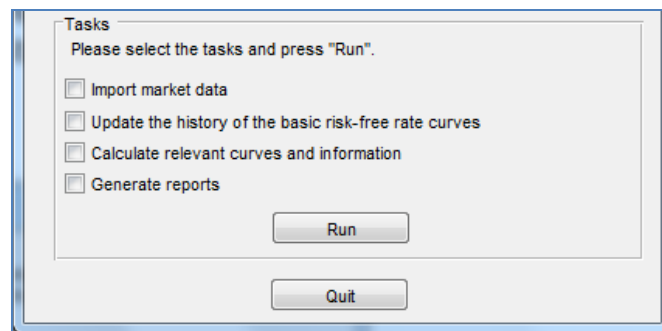 Tasks
Please select the tasks and press "Run".
Import market data
Update the history of the basic risk-free rate curves
Calculate relevant curves and information
Generate reports
Run
Quit